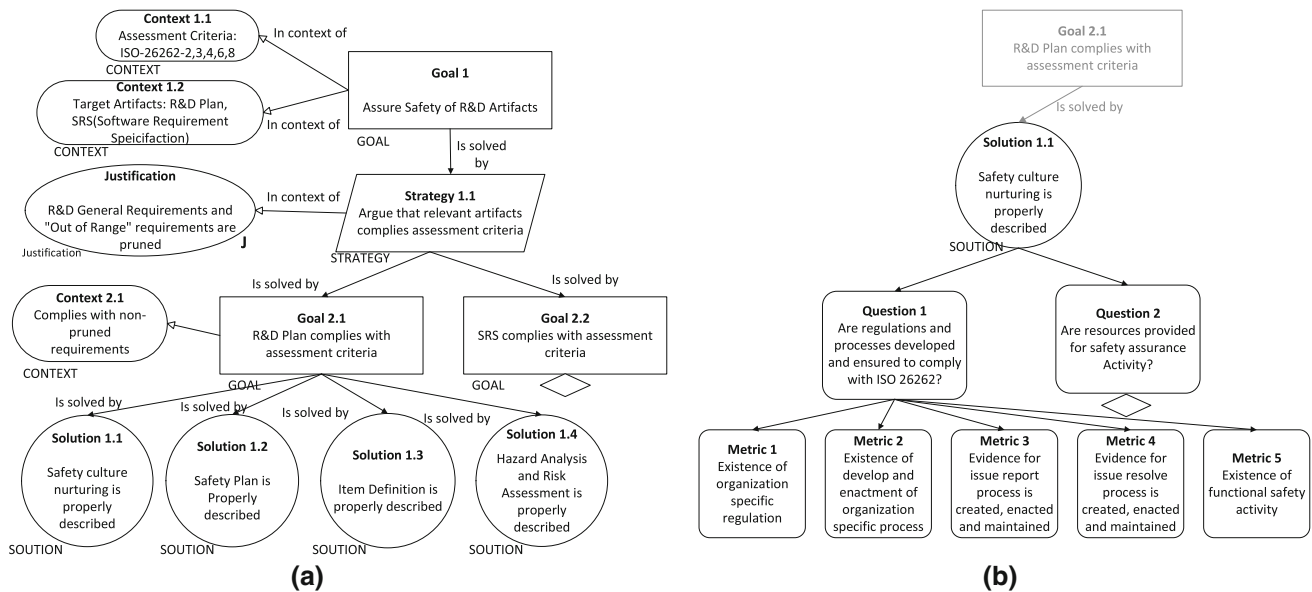 Context 1.1
Assessment Criteria:
ISO-26262-2,3,4,6,8
CONTEXT
In context of
Context 1.2
Target Artifacts: R&D Plan,
SRS(Software Requirement
Speicifaction)
CONTEXT
In context of
Goal 1
Assure Safety of R&D Artifacts
GOAL
Is solved
by
Justification
R&D General Requirements and
"Out of Range" requirements are
pruned
Justification
J
In context of
Strategy 1.1
Argue that relevant artifacts
complies assessment criteria
STRATEGY
Is solved by
Is solved by
Context 2.1
Complies with non-
pruned
requirements
CONTEXT
Goal 2.1
R&D Plan complies with
assessment criteria
GOAL
Goal 2.2
SRS complies with assessment
criteria
GOAL
Is solved by
Is solved by
Is solved by
Is solved by
Solution 1.1
Safety culture
nurturing is
properly
described
SOUTION
Solution 1.2
Safety Plan is
Properly
described
SOUTION
Solution 1.3
Item Definition is
properly described
SOUTION
Solution 1.4
Hazard Analysis
and Risk
Assessment is
properly
described
SOUTION
(a)
Goal 2.1
R&D Plan complies with
assessment criteria
Is solved by
Solution 1.1
Safety culture
nurturing is
properly
described
SOUTION
Question 1
Are regulations and
processes developed
and ensured to comply
with ISO 26262?
Question 2
Are resources provided
for safety assurance
Activity?
Metric 1
Existence of
organization
specific
regulation
Metric 2
Existence of
develop and
enactment of
organization
specific process
Metric 3
Evidence for
issue report
process is
created, enacted
and maintained
Metric 4
Evidence for
issue resolve
process is
created, enacted
and maintained
Metric 5
Existence of
functional safety
activity
(b)